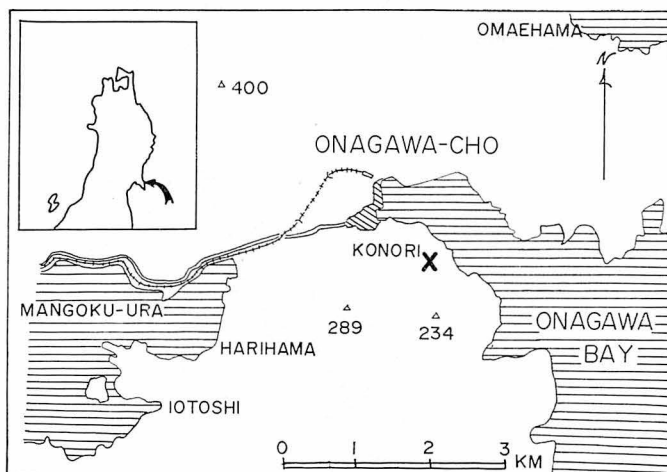 OMAEHAMA
N
400
ONAGAWA-CHO
KONORI
X
MANGOKU-URA
289
234
ONAGAWA
BAY
HARIHAMA
IOTOSHI
0 1 2 3
KM